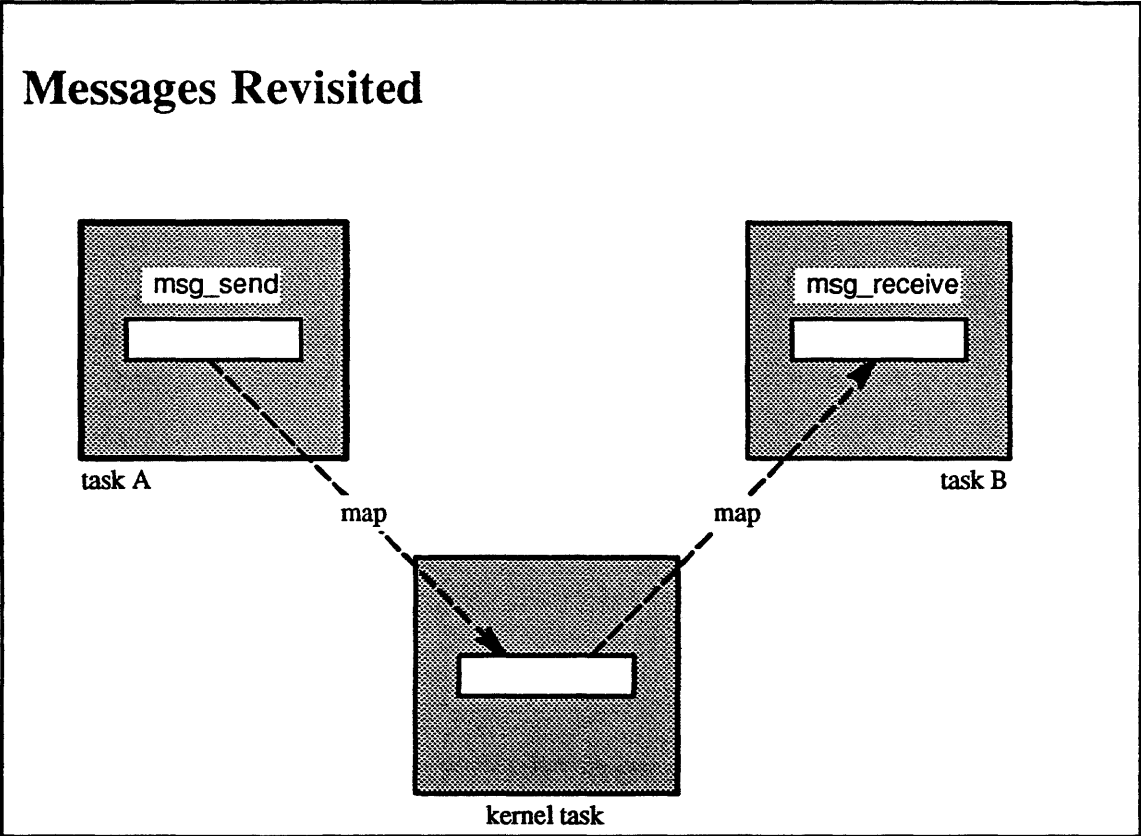 Messages Revisited
msg_send
msg_receive
task A
task B
map
map
kernel task